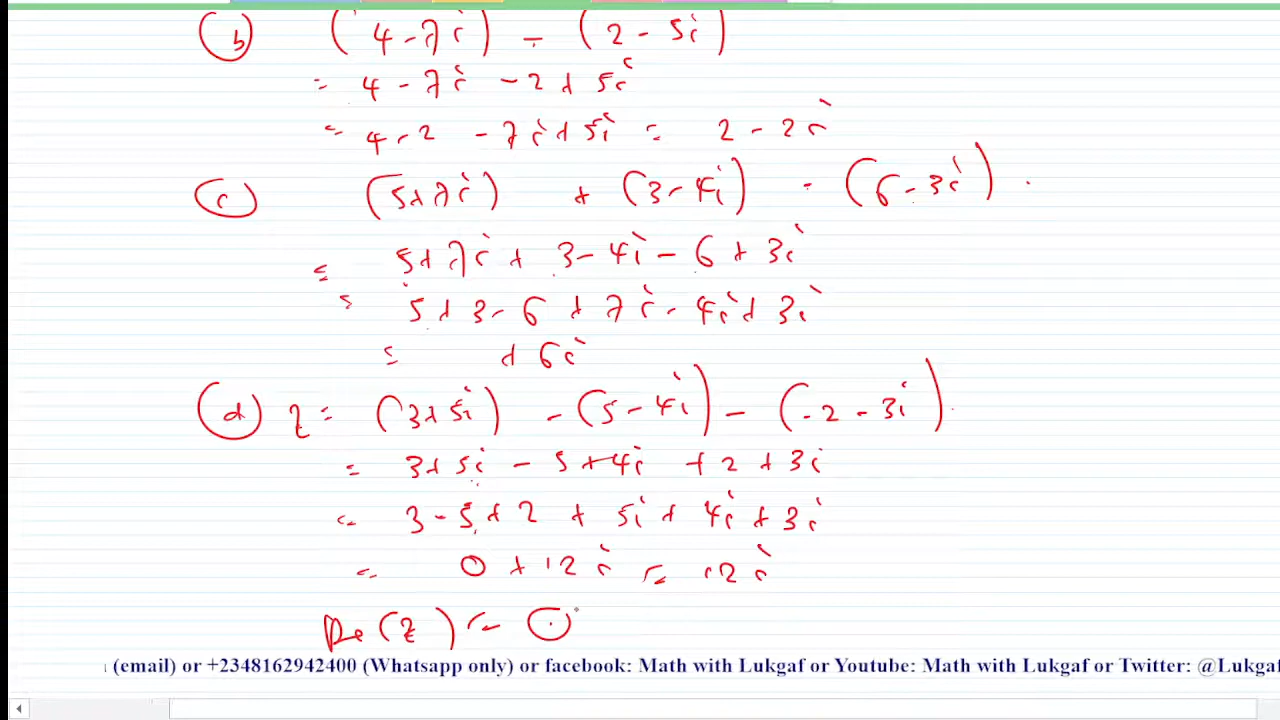 (b) (4-7i) - (2-5i)
= 4-7i -2+5i
= 4-2 -7i+5i = 2-2i
(c) (5+7i) + (3-4i) - (6-3i).
= 5+7i + 3-4i - 6 + 3i
= 5+3-6 + 7i-4i+3i
= +6i
(d) z = (3+5i) - (5-4i) - (-2-3i).
= 3+5i - 5+4i +2+3i
= 3-5+2 + 5i+4i+3i
= 0+12i = 12i
Re(z) = 0
(email) or +2348162942400 (Whatsapp only) or facebook: Math with Lukgaf or Youtube: Math with Lukgaf or Twitter: @Lukgaf